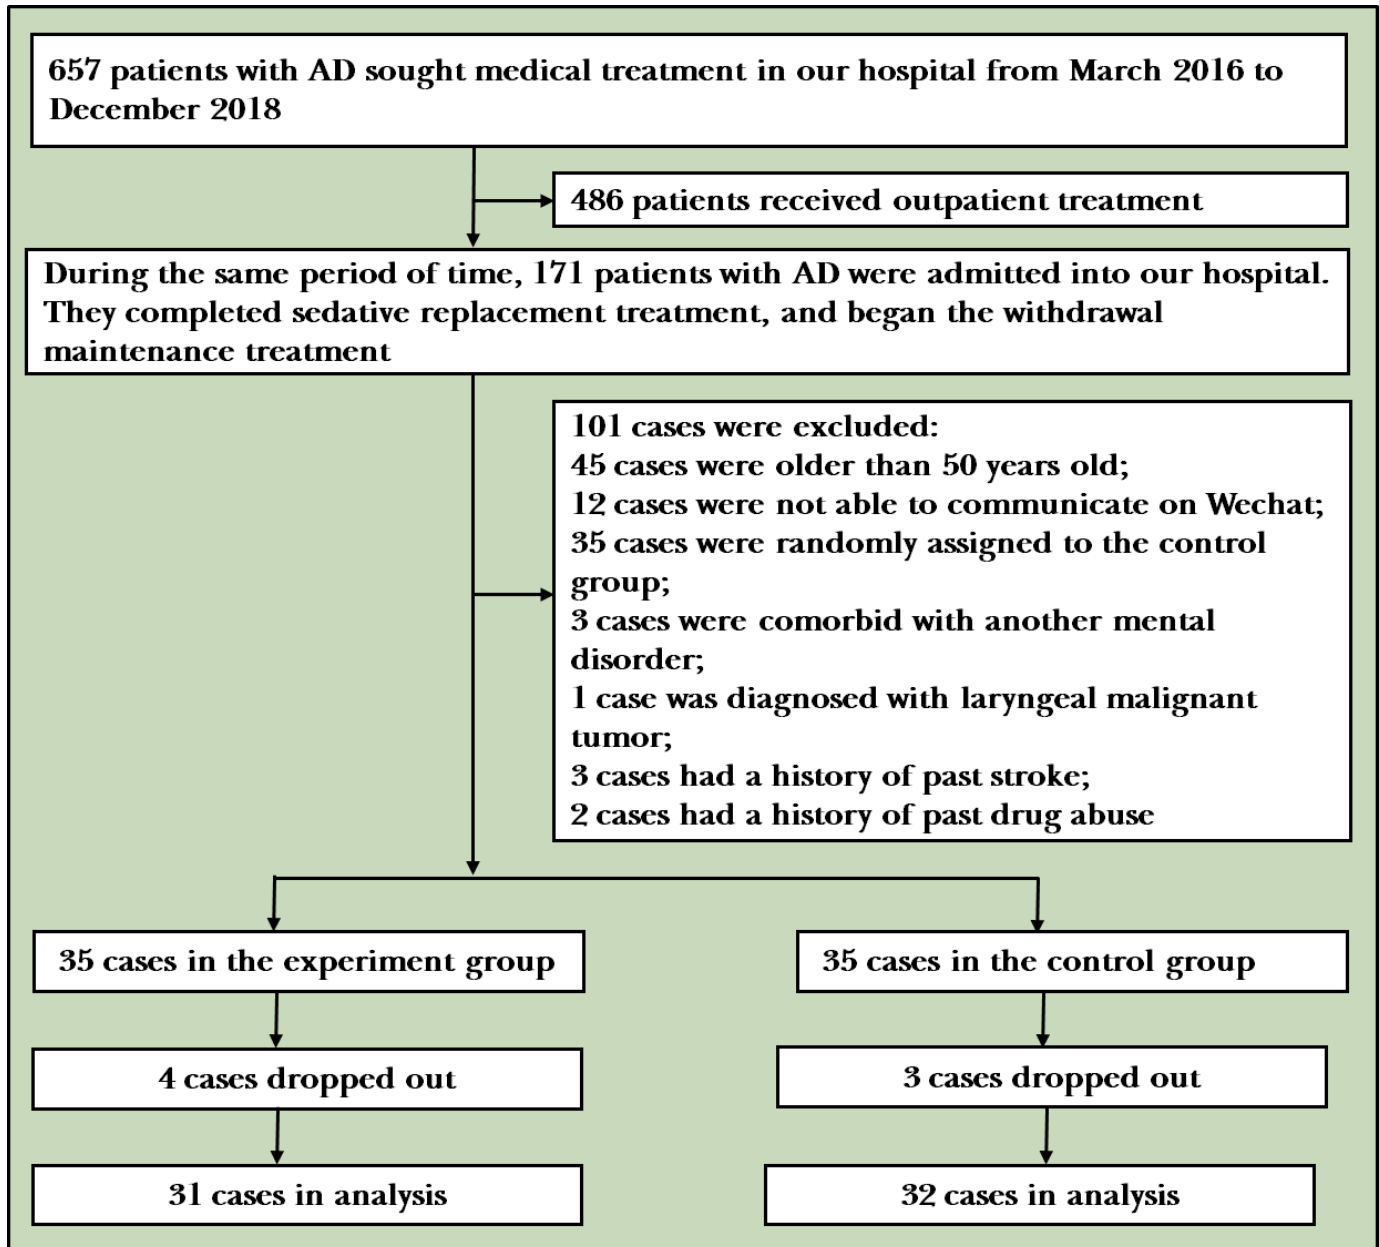 657 patients with AD sought medical treatment in our hospital from March 2016 to
December 2018
486 patients received outpatient treatment
During the same period of time, 171 patients with AD were admitted into our hospital.
They completed sedative replacement treatment, and began the withdrawal
maintenance treatment
101 cases were excluded:
45 cases were older than 50 years old;
12 cases were not able to communicate on Wechat;
35 cases were randomly assigned to the control
group;
3 cases were comorbid with another mental
disorder;
1 case was diagnosed with laryngeal malignant
tumor;
3 cases had a history of past stroke;
2 cases had a history of past drug abuse
35 cases in the experiment group
35 cases in the control group
4 cases dropped out
3 cases dropped out
31 cases in analysis
32 cases in analysis